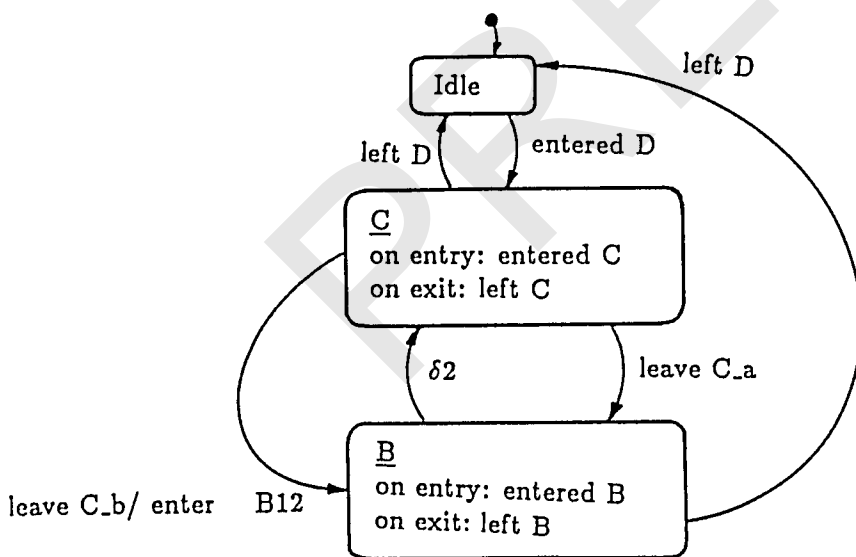 left D
Idle
left D
entered D
C
on entry: entered C
on exit: left C
δ2
leave C_a
B
on entry: entered B
leave C_b/ enter B12
on exit: left B
PRE